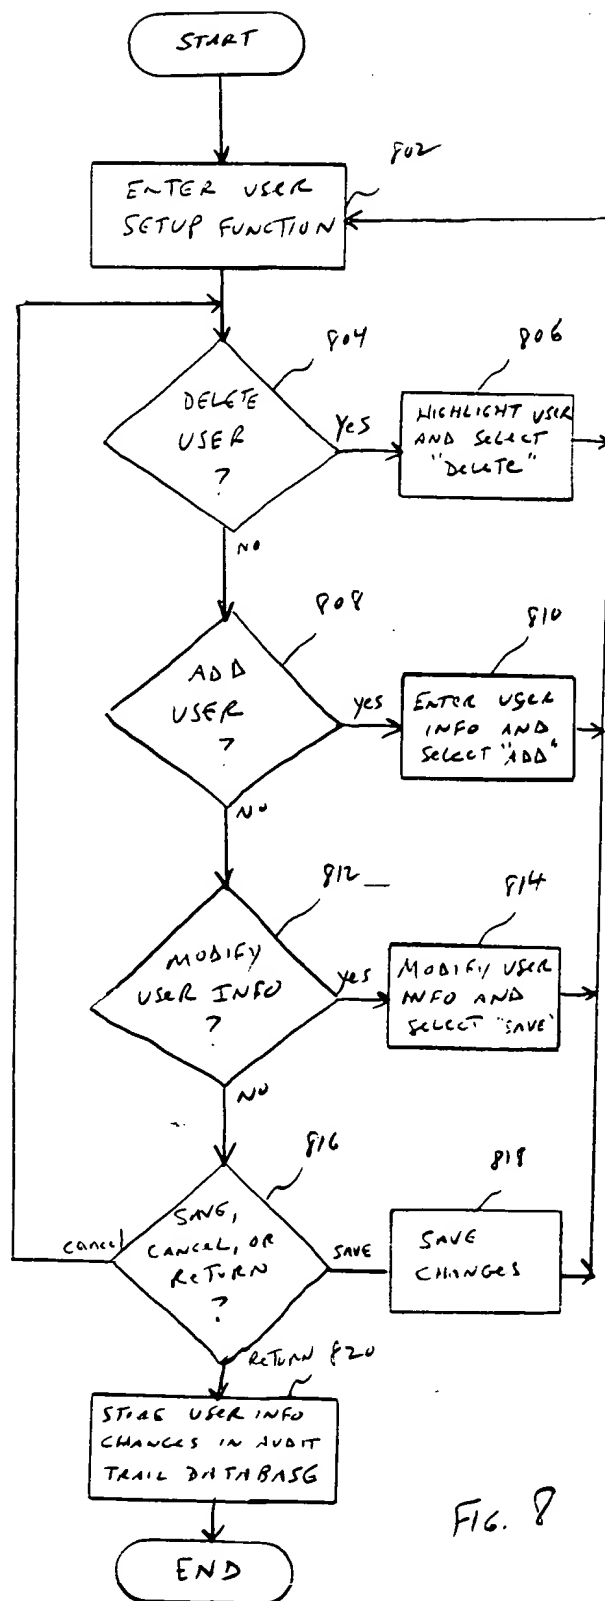 START
802
ENTER USER
SETUP FUNCTION
804
DELETE
USER
?
Yes
806
HIGHLIGHT USER
AND SELECT
"DELETE"
NO
808
ADD
USER
?
yes
810
ENTER USER
INFO AND
SELECT "ADD"
NO
812
MODIFY
USER INFO
?
yes
814
MODIFY USER
INFO AND
SELECT "SAVE"
NO
816
SAVE,
CANCEL, OR
RETURN
?
cancel
SAVE
818
SAVE
CHANGES
RETURN
820
STORE USER INFO
CHANGES IN AUDIT
TRAIL DATABASE
END
FIG. 8